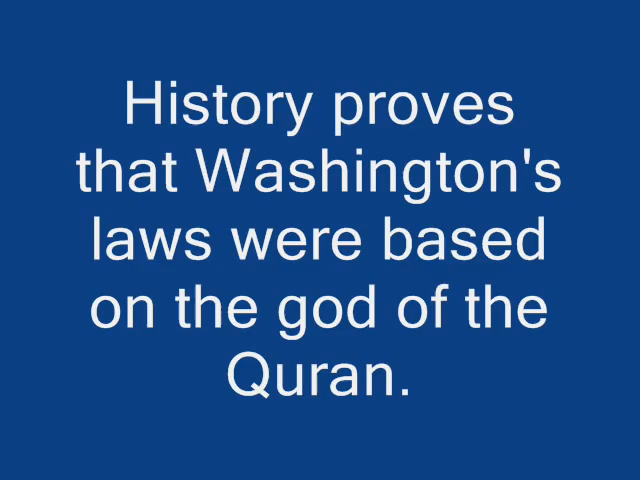 History proves
that Washington's
laws were based
on the god of the
Quran.